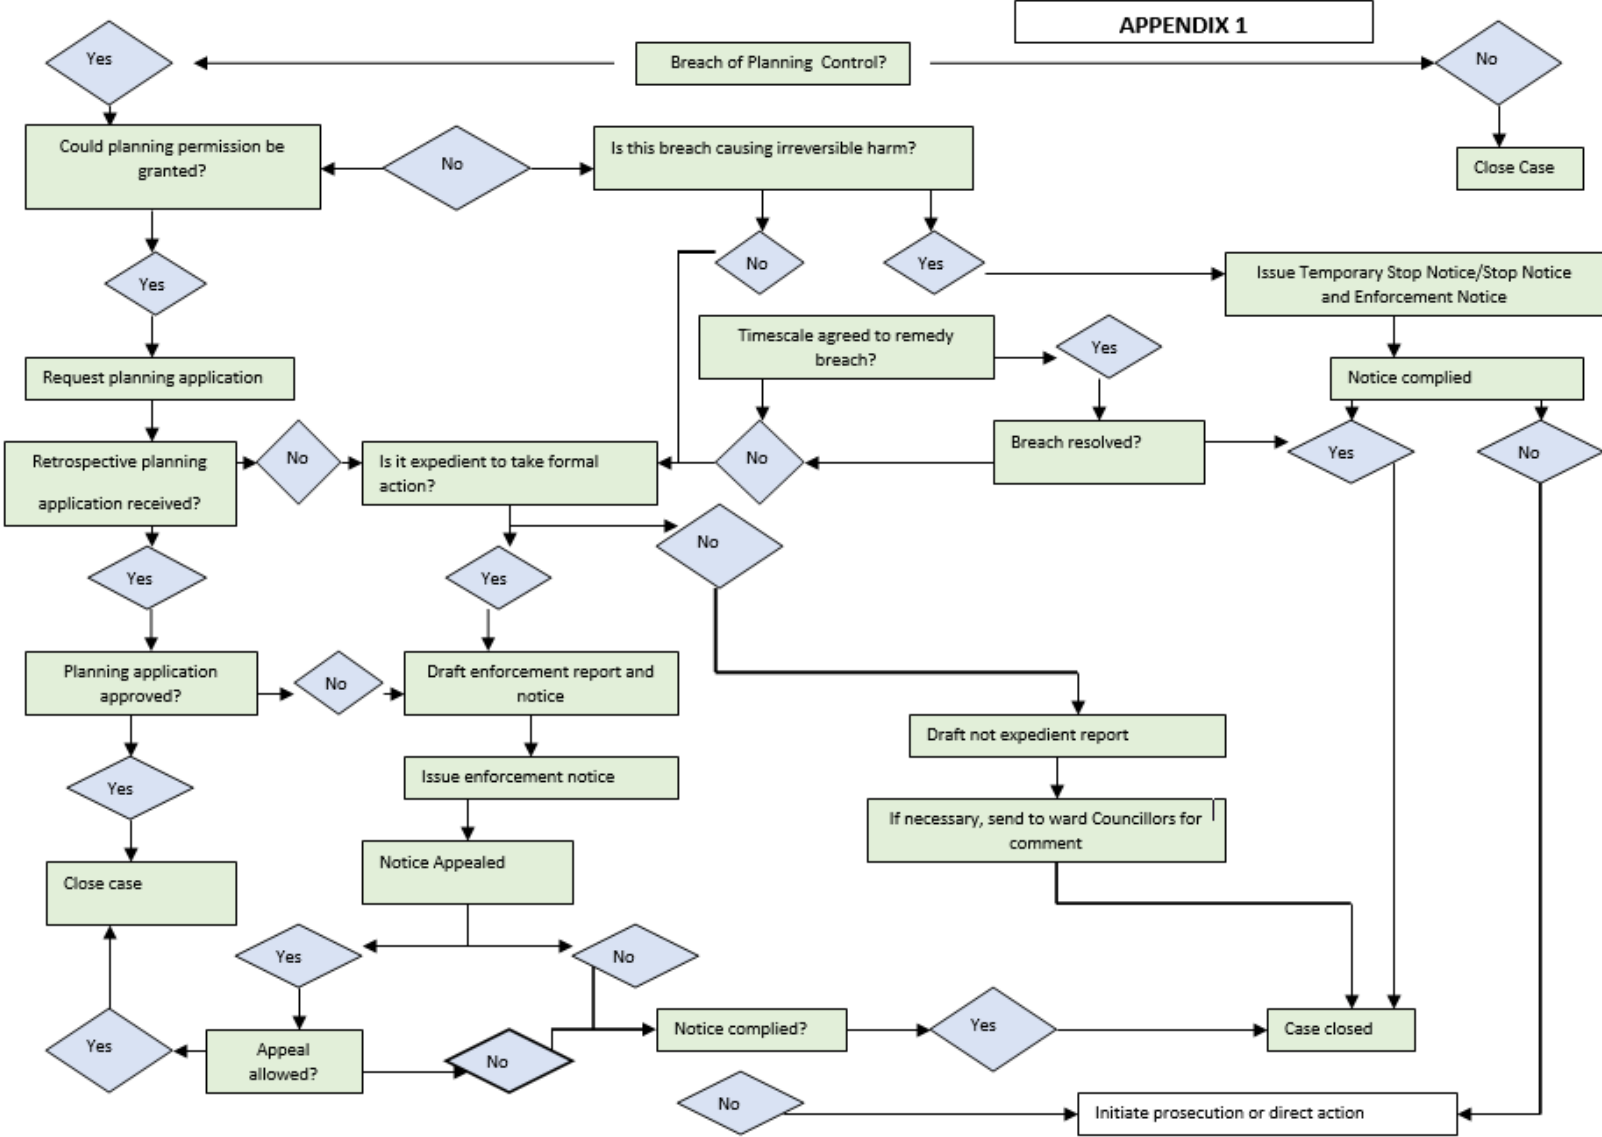 APPENDIX 1
Yes
Breach of Planning Control?
No
Could planning permission be
granted?
No
Is this breach causing irreversible harm?
Close Case
Yes
No
Yes
Issue Temporary Stop Notice/Stop Notice
and Enforcement Notice
Timescale agreed to remedy
breach?
Yes
Request planning application
Notice complied
Retrospective planning
application received?
No
Is it expedient to take formal
action?
No
Breach resolved?
Yes
No
Yes
Yes
No
Planning application
approved?
No
Draft enforcement report and
notice
Draft not expedient report
Yes
Issue enforcement notice
If necessary, send to ward Councillors for
comment
Close case
Notice Appealed
Yes
No
Yes
Appeal
allowed?
No
Notice complied?
Yes
Case closed
No
Initiate prosecution or direct action